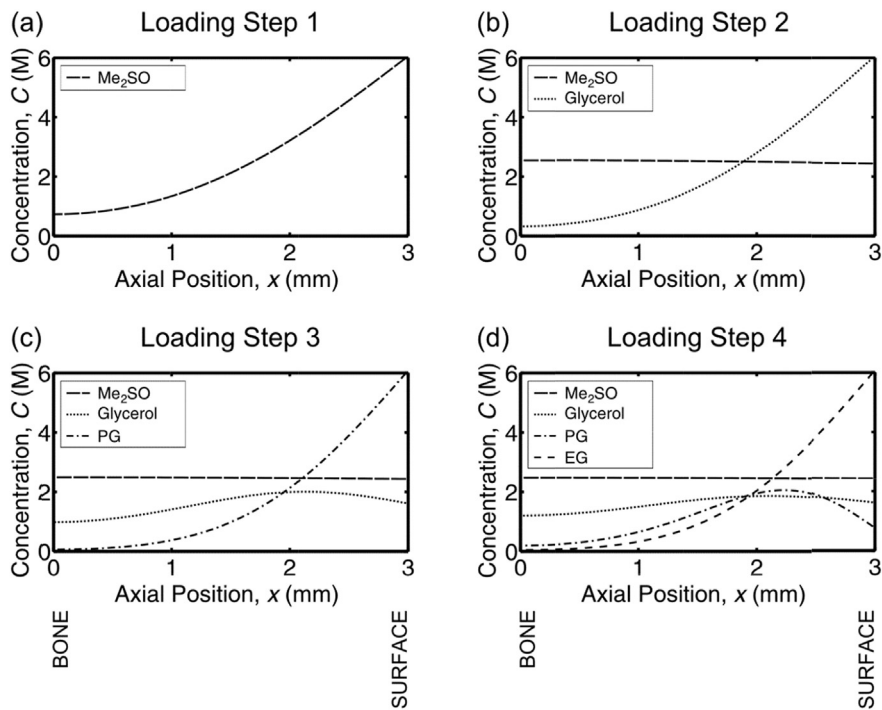 (a) Loading Step 1
Concentration, C (M)
6
4
2
0
Me₂SO
0 1 2 3
Axial Position, x (mm)
(b) Loading Step 2
Concentration, C (M)
6
4
2
0
Me₂SO
Glycerol
0 1 2 3
Axial Position, x (mm)
(c) Loading Step 3
Concentration, C (M)
6
4
2
0
Me₂SO
Glycerol
PG
0 1 2 3
Axial Position, x (mm)
BONE
SURFACE
(d) Loading Step 4
Concentration, C (M)
6
4
2
0
Me₂SO
Glycerol
PG
EG
0 1 2 3
Axial Position, x (mm)
BONE
SURFACE